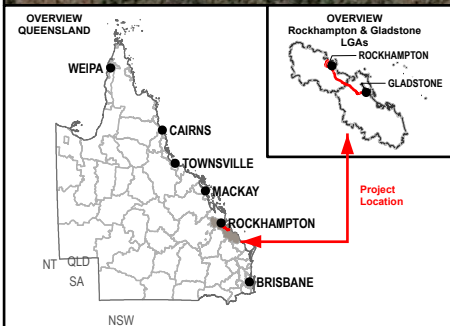 OVERVIEW
QUEENSLAND
WEIPA
CAIRNS
TOWNSVILLE
MACKAY
ROCKHAMPTON
BRISBANE
NT QLD
SA
NSW
OVERVIEW
Rockhampton & Gladstone
LGAs
ROCKHAMPTON
GLADSTONE
Project
Location